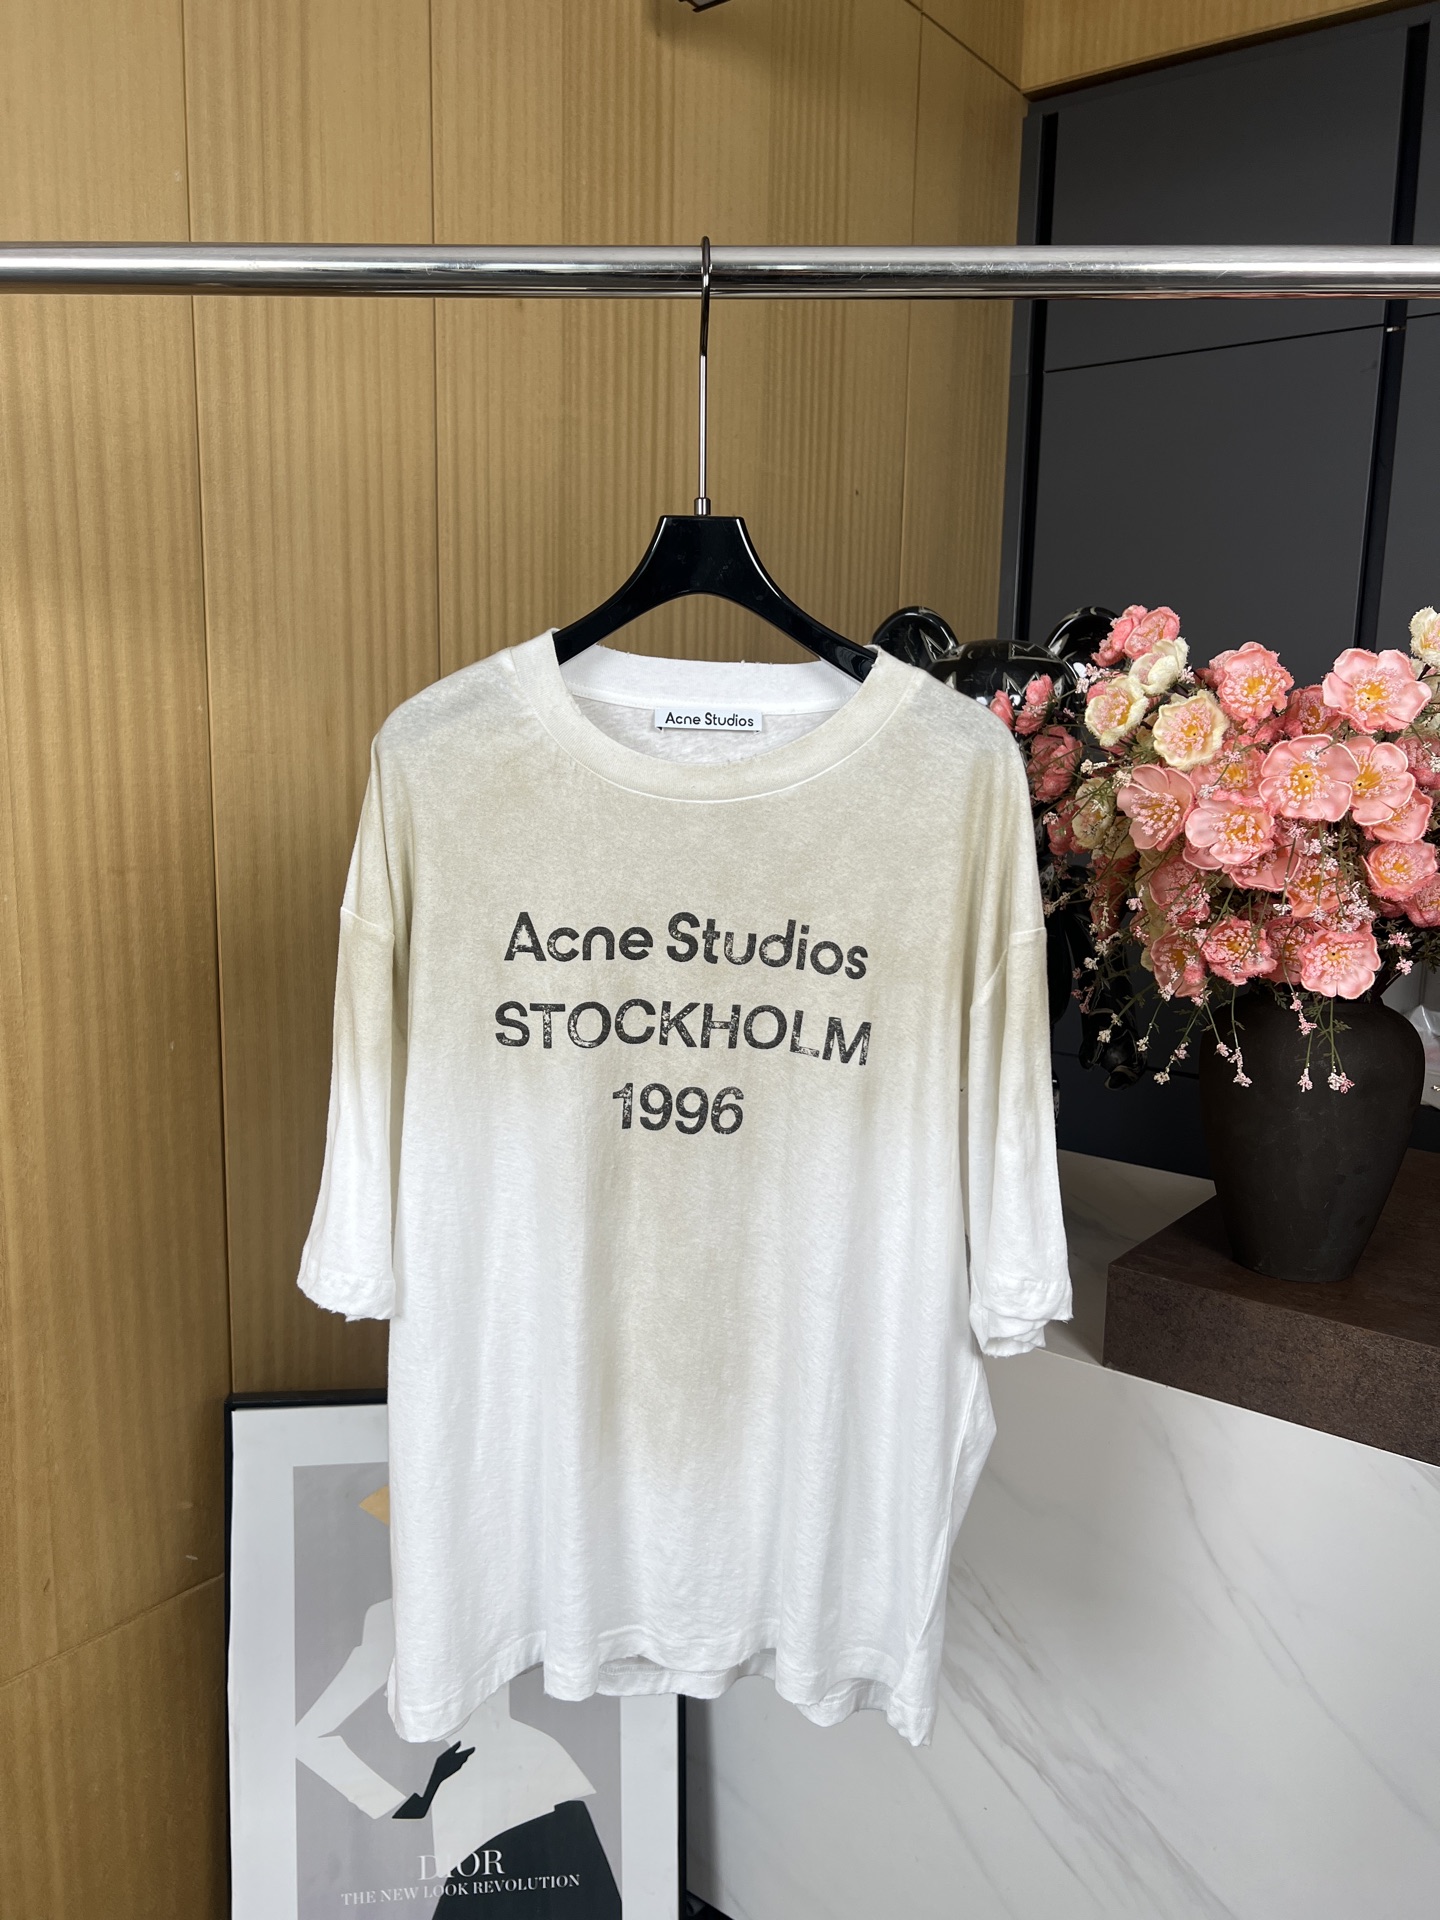 Acne Studios
Acne Studios
STOCKHOLM
1996
DIOR
THE NEW LOOK REVOLUTION